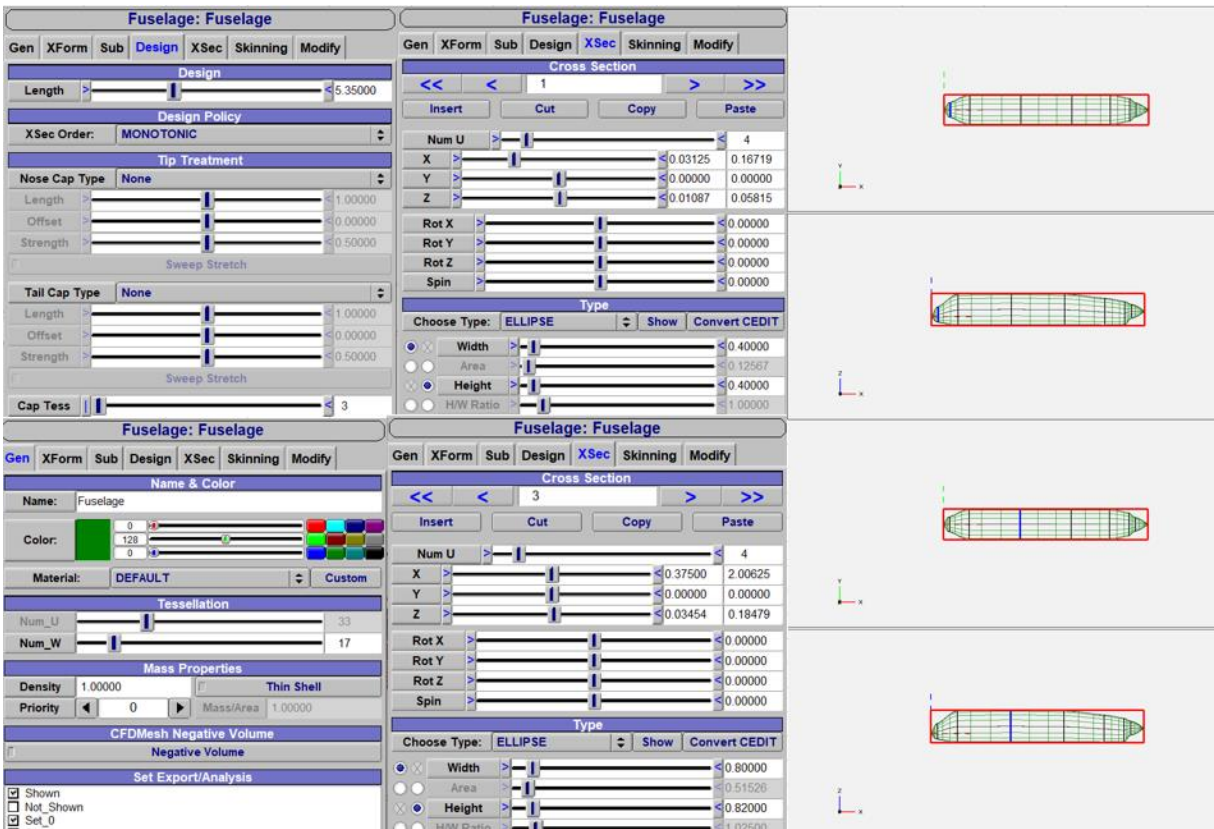 Fuselage: Fuselage
Gen XForm Sub Design XSec Skinning Modify
Design
Length > < 5.35000
Design Policy
XSec Order: MONOTONIC
Tip Treatment
Nose Cap Type None
Length > < 1.00000
Offset > < 0.00000
Strength > < 0.50000
Sweep Stretch
Tail Cap Type None
Length > < 1.00000
Offset > < 0.00000
Strength > < 0.50000
Sweep Stretch
Cap Tess | < 3
Fuselage: Fuselage
Gen XForm Sub Design XSec Skinning Modify
Cross Section
<< < 1 > >>
Insert Cut Copy Paste
Num U > < 4
X > < 0.03125 0.16719
Y > < 0.00000 0.00000
Z > < 0.01087 0.05815
Rot X > < 0.00000
Rot Y > < 0.00000
Rot Z > < 0.00000
Spin > < 0.00000
Type
Choose Type: ELLIPSE Show Convert CEDIT
Width > < 0.40000
Area > < 0.12567
Height > < 0.40000
H/W Ratio > < 1.00000
Y
X
Z
X
Fuselage: Fuselage
Gen XForm Sub Design XSec Skinning Modify
Name & Color
Name: Fuselage
Color: 0
128
0
Material: DEFAULT Custom
Tessellation
Num_U 33
Num_W 17
Mass Properties
Density 1.00000 Thin Shell
Priority 0 Mass/Area 1.00000
CFDMesh Negative Volume
Negative Volume
Set Export/Analysis
Shown
Not_Shown
Set_0
Fuselage: Fuselage
Gen XForm Sub Design XSec Skinning Modify
Cross Section
<< < 3 > >>
Insert Cut Copy Paste
Num U > < 4
X > < 0.37500 2.00625
Y > < 0.00000 0.00000
Z > < 0.03454 0.18479
Rot X > < 0.00000
Rot Y > < 0.00000
Rot Z > < 0.00000
Spin > < 0.00000
Type
Choose Type: ELLIPSE Show Convert CEDIT
Width > < 0.80000
Area > < 0.51526
Height > < 0.82000
H/W Ratio > < 1.02500
Y
X
Z
X